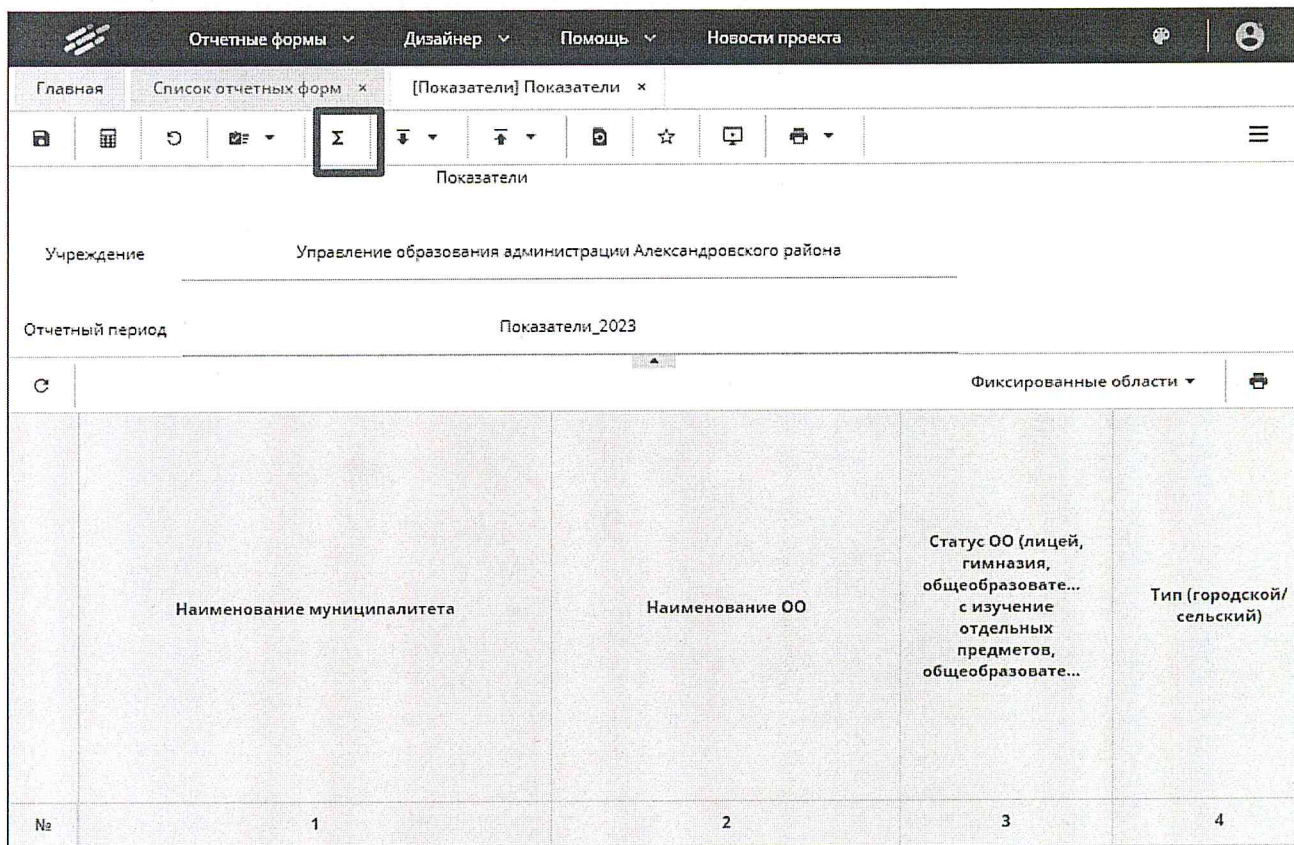 Отчетные формы Дизайнер Помощь Новости проекта
Главная Список отчетных форм × [Показатели] Показатели ×
Σ
Показатели
Учреждение Управление образования администрации Александровского района
Отчетный период Показатели_2023
Фиксированные области
Наименование муниципалитета
Наименование ОО
Статус ОО (лицей,
гимназия,
общеобразовате...
с изучение
отдельных
предметов,
общеобразовате...
Тип (городской/
сельский)
№ 1 2 3 4